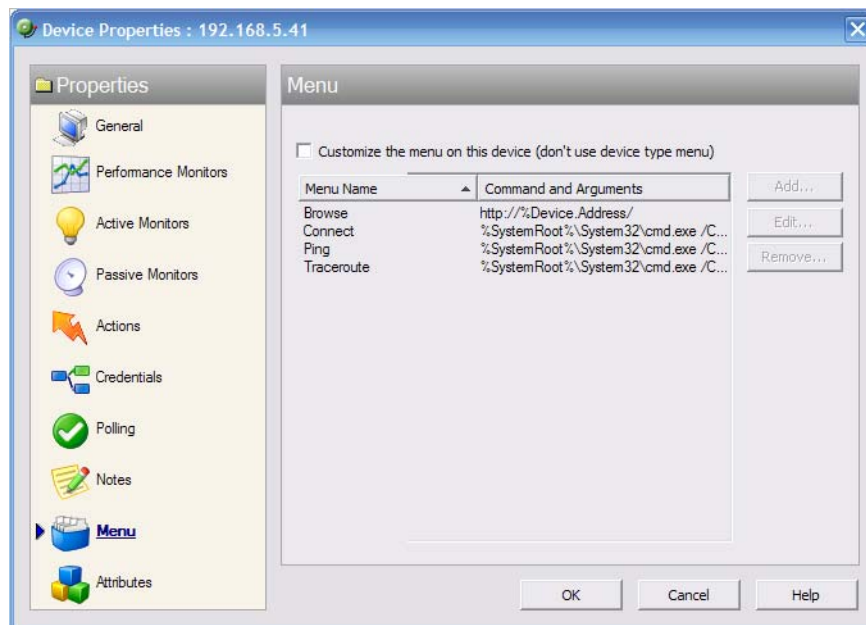 Device Properties : 192.168.5.41
Properties
General
Performance Monitors
Active Monitors
Passive Monitors
Actions
Credentials
Polling
Notes
Menu
Attributes
Menu
Customize the menu on this device (don't use device type menu)
Menu Name Command and Arguments
Browse http://%Device.Address/
Connect %SystemRoot%\System32\cmd.exe /C...
Ping %SystemRoot%\System32\cmd.exe /C...
Traceroute %SystemRoot%\System32\cmd.exe /C...
Add...
Edit...
Remove...
OK Cancel Help